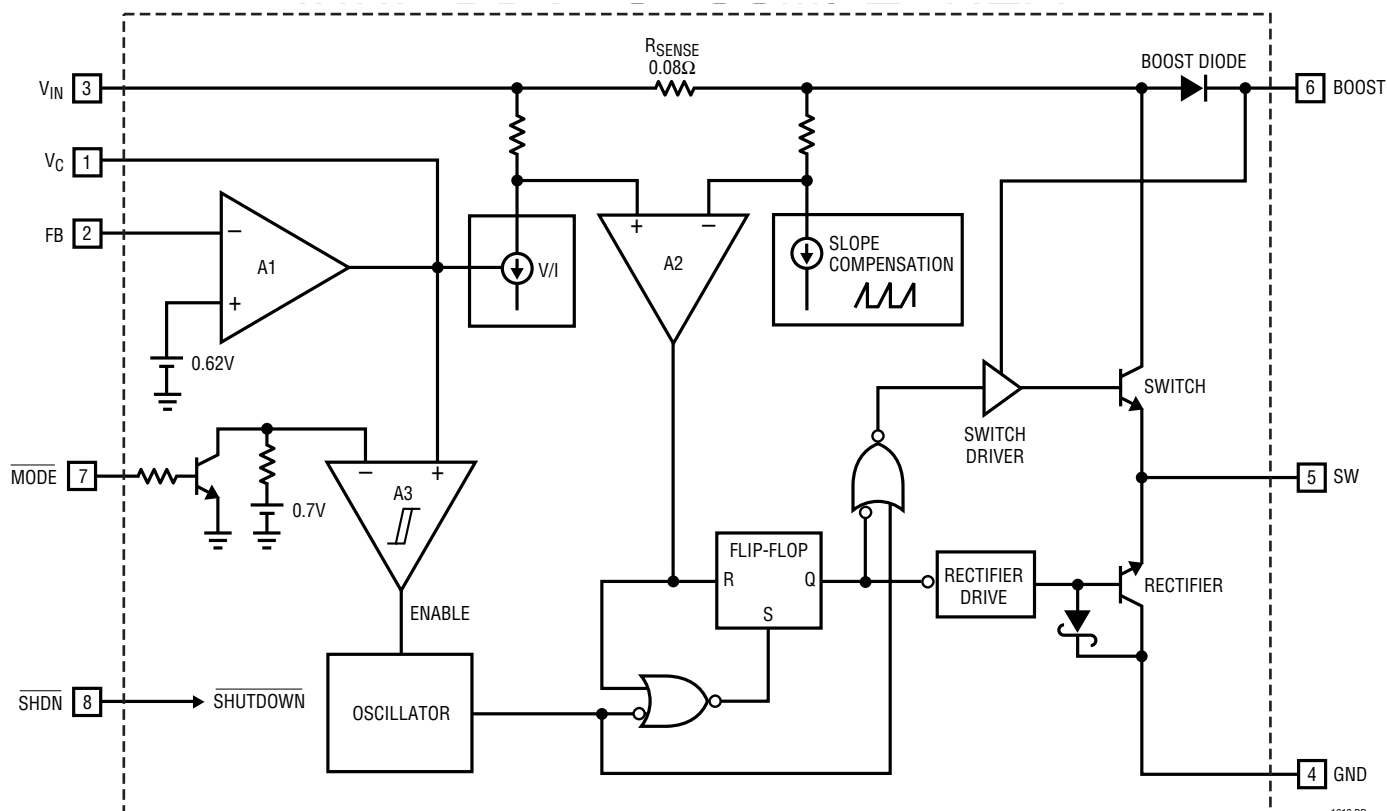 RSENSE
0.08Ω
BOOST DIODE
VIN 3
6 BOOST
VC 1
FB 2
−
A1
+
0.62V
V/I
+
−
A2
SLOPE
COMPENSATION
SWITCH
SWITCH
DRIVER
MODE 7
0.7V
−
+
A3
5 SW
FLIP-FLOP
R
Q
S
RECTIFIER
DRIVE
RECTIFIER
ENABLE
SHDN 8
SHUTDOWN
OSCILLATOR
4 GND